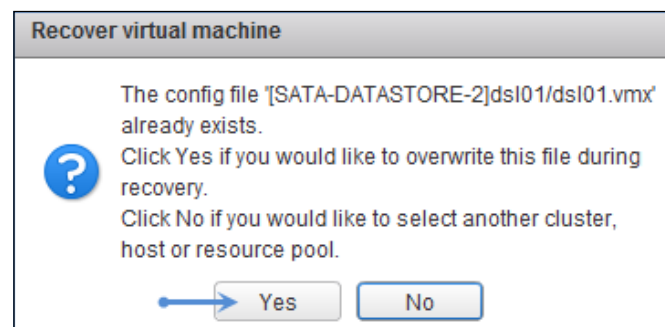 Recover virtual machine
The config file '[SATA-DATASTORE-2]dsl01/dsl01.vmx'
already exists.
Click Yes if you would like to overwrite this file during
recovery.
Click No if you would like to select another cluster,
host or resource pool.
Yes No